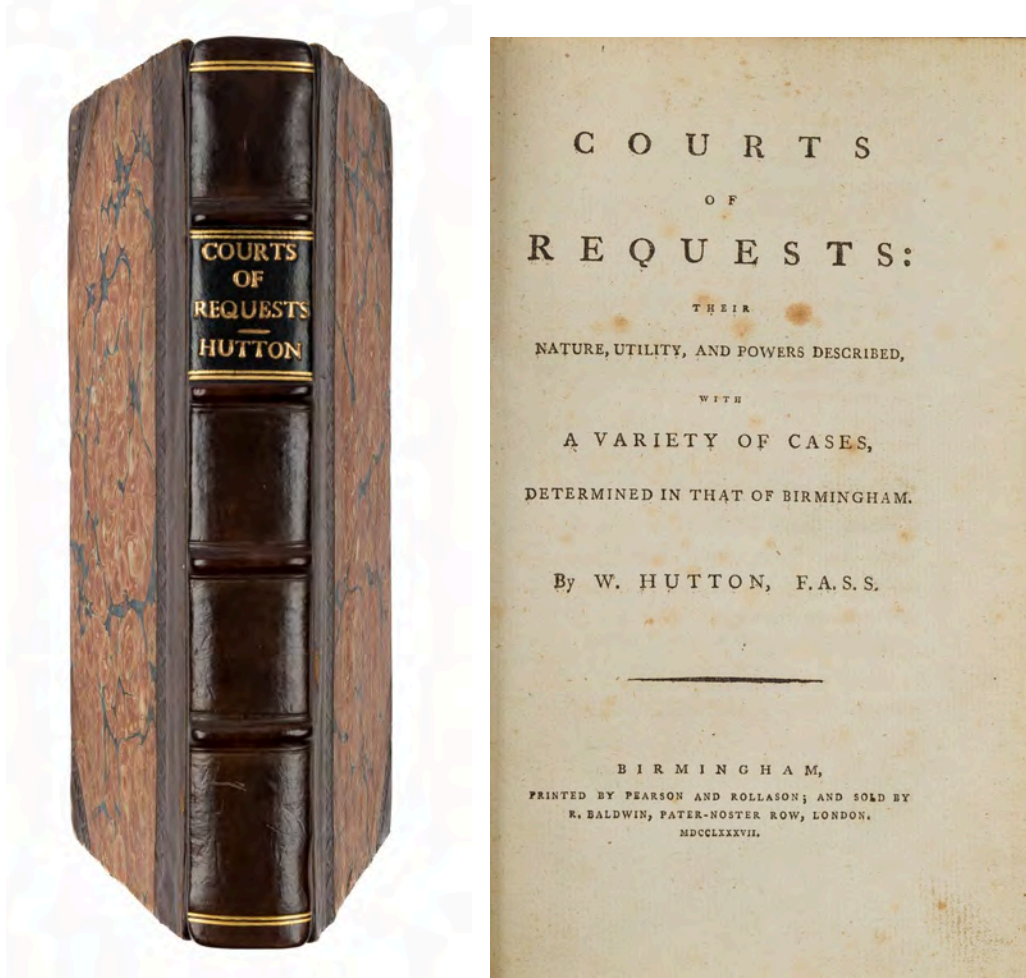 COURTS
OF
REQUESTS
HUTTON
COURTS
OF
REQUESTS:
THEIR
NATURE, UTILITY, AND POWERS DESCRIBED,
WITH
A VARIETY OF CASES,
DETERMINED IN THAT OF BIRMINGHAM.
By W. HUTTON, F.A.S.S.
BIRMINGHAM,
PRINTED BY PEARSON AND ROLLASON; AND SOLD BY
R. BALDWIN, PATER-NOSTER ROW, LONDON.
MDCCLXXXVII.